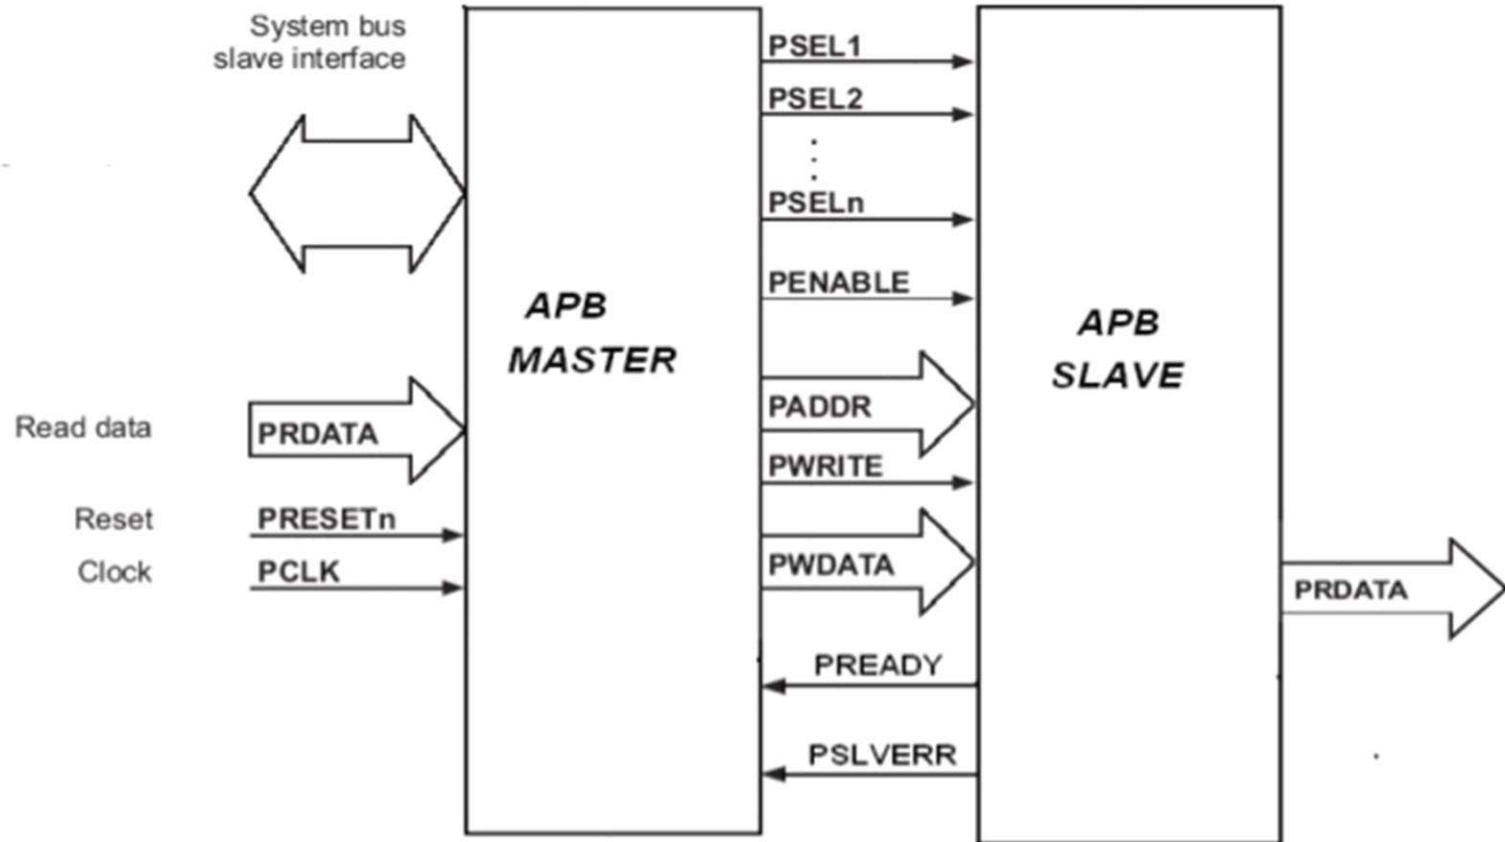 System bus
slave interface
Read data
PRDATA
Reset
PRESETn
Clock
PCLK
APB
MASTER
PSEL1
PSEL2
PSELn
PENABLE
PADDR
PWRITE
PWDATA
PREADY
PSLVERR
APB
SLAVE
PRDATA